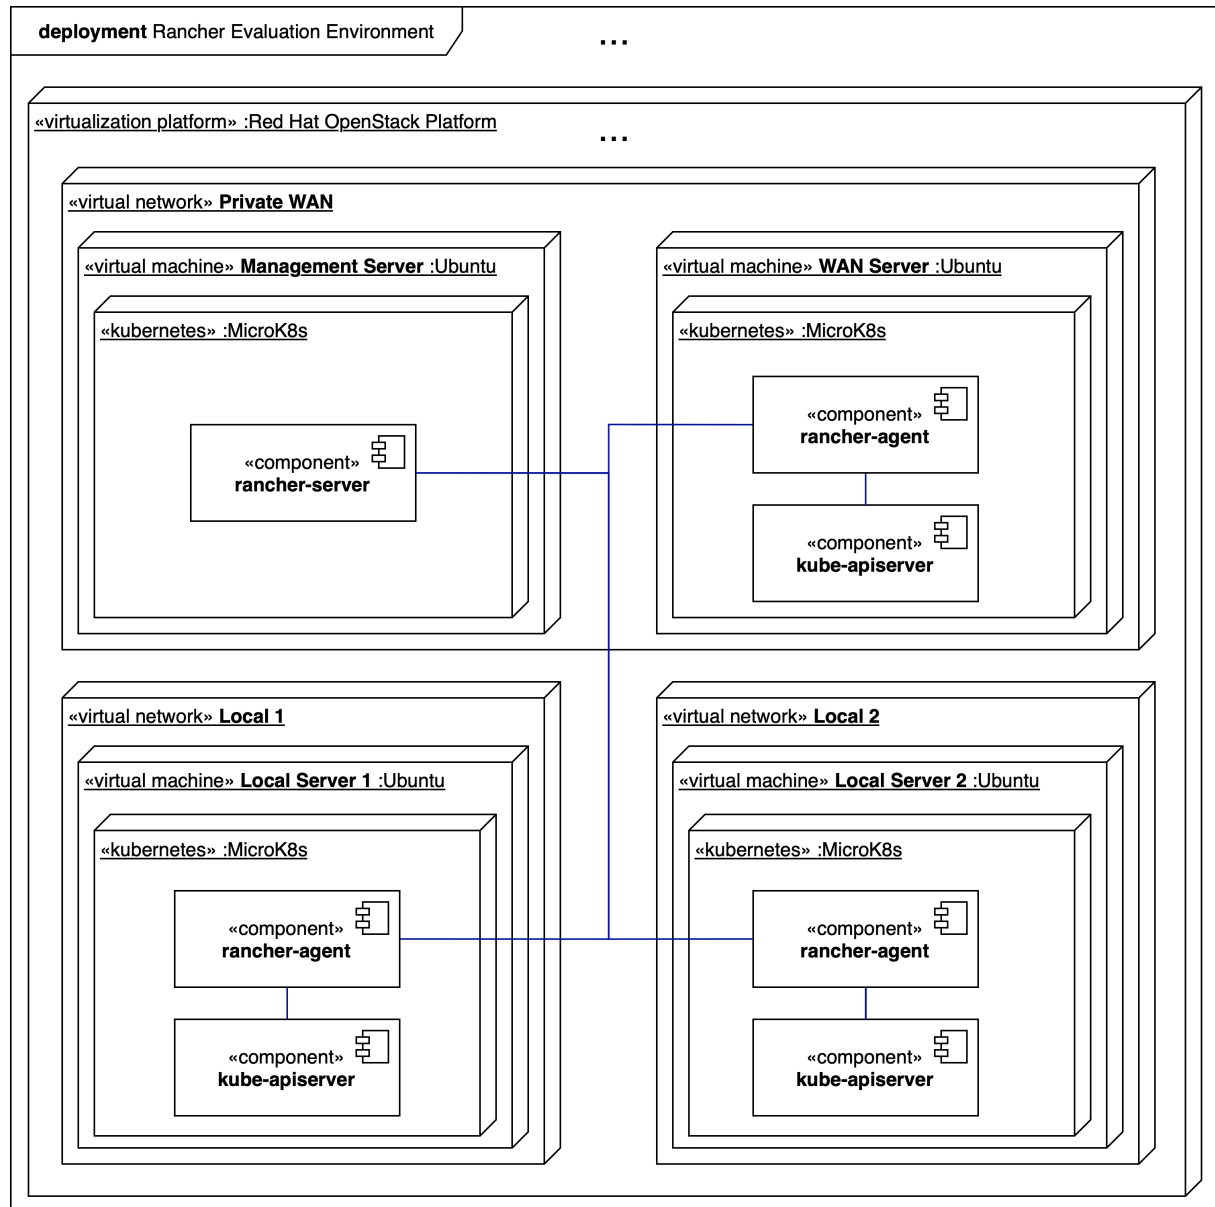 deployment Rancher Evaluation Environment
...
«virtualization platform» :Red Hat OpenStack Platform
...
«virtual network» Private WAN
«virtual machine» Management Server :Ubuntu
«kubernetes» :MicroK8s
«component»
rancher-server
«virtual machine» WAN Server :Ubuntu
«kubernetes» :MicroK8s
«component»
rancher-agent
«component»
kube-apiserver
«virtual network» Local 1
«virtual machine» Local Server 1 :Ubuntu
«kubernetes» :MicroK8s
«component»
rancher-agent
«component»
kube-apiserver
«virtual network» Local 2
«virtual machine» Local Server 2 :Ubuntu
«kubernetes» :MicroK8s
«component»
rancher-agent
«component»
kube-apiserver